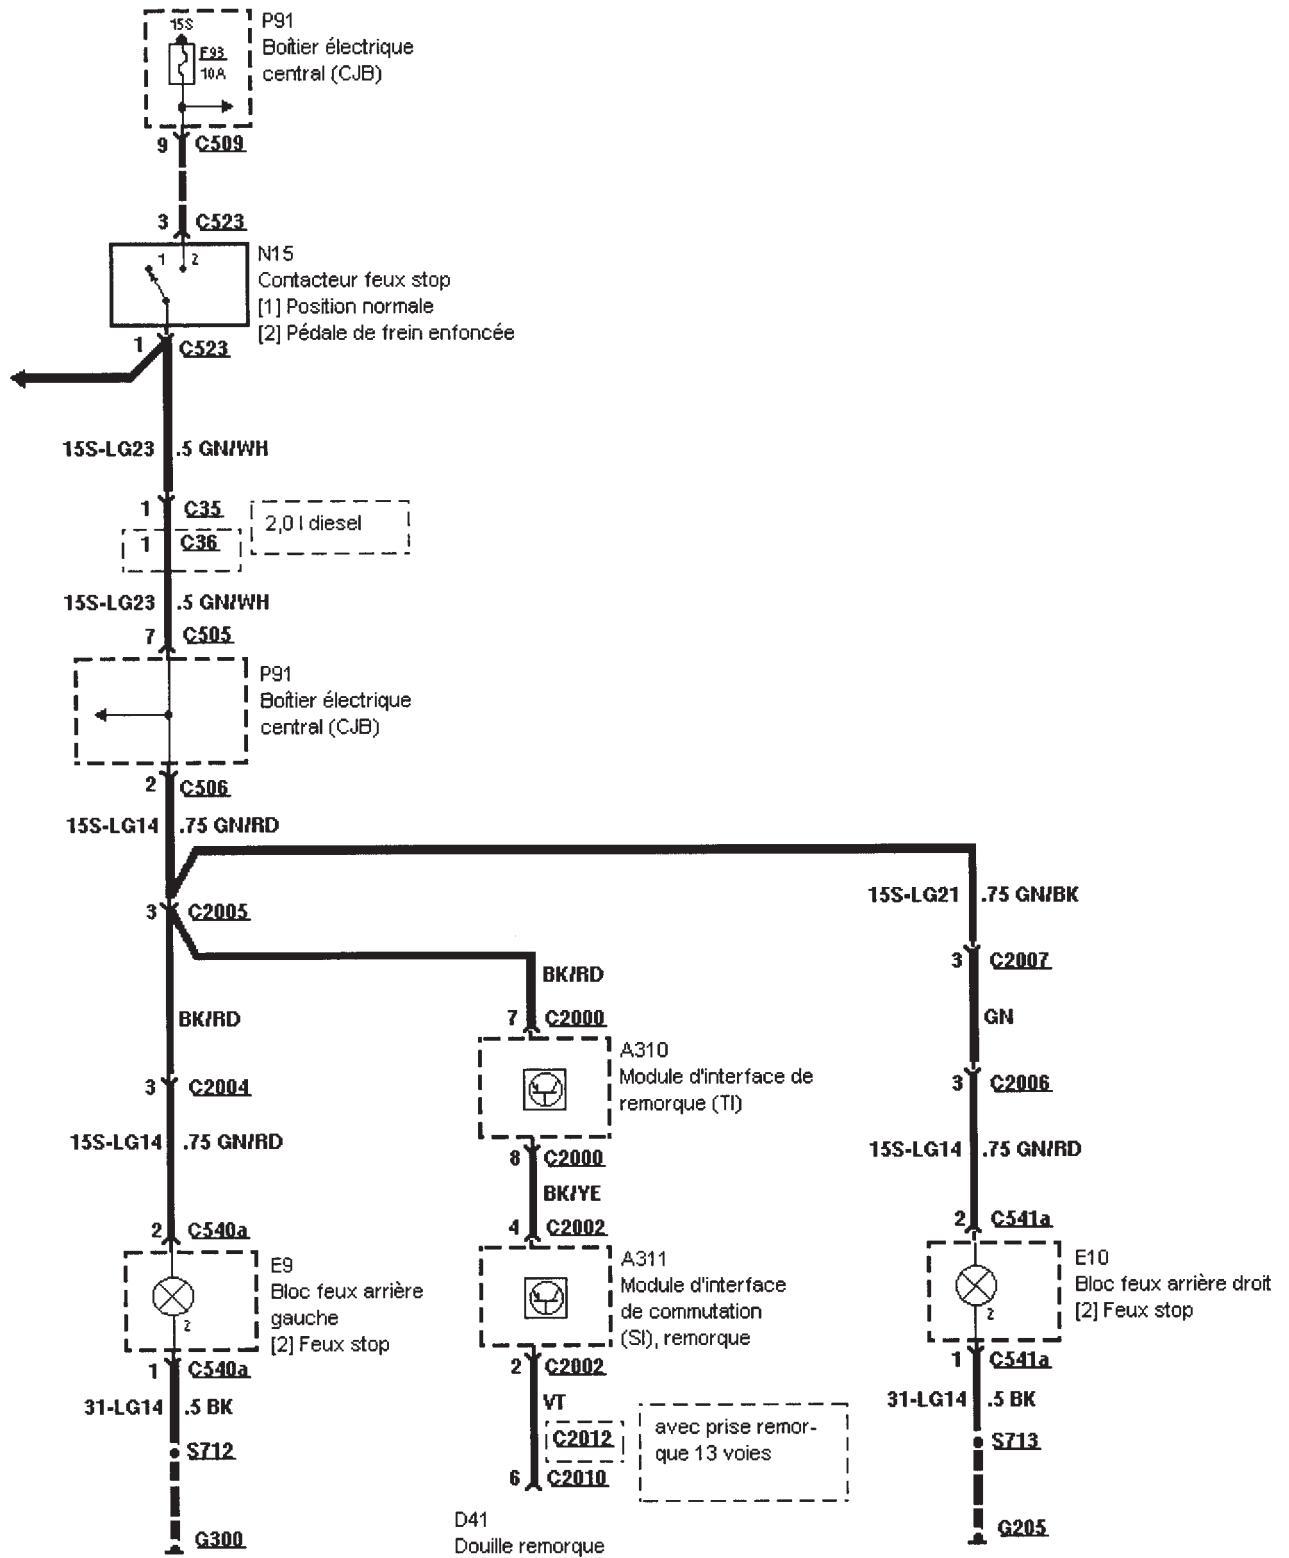 15S
P91
Boîtier électrique
central (CJB)
F93
10A
9 C509
3 C523
N15
Contacteur feux stop
[1] Position normale
[2] Pédale de frein enfoncée
1 2
1 C523
15S-LG23 .5 GN/WH
1 C35
2,0 l diesel
1 C36
15S-LG23 .5 GN/WH
7 C505
P91
Boîtier électrique
central (CJB)
2 C506
15S-LG14 .75 GN/RD
15S-LG21 .75 GN/BK
3 C2005
3 C2007
BK/RD
BK/RD
GN
7 C2000
A310
Module d'interface de
remorque (TI)
3 C2004
3 C2006
15S-LG14 .75 GN/RD
15S-LG14 .75 GN/RD
8 C2000
BK/YE
4 C2002
2 C540a
2 C541a
E9
Bloc feux arrière
gauche
[2] Feux stop
2
A311
Module d'interface
de commutation
(SI), remorque
E10
Bloc feux arrière droit
[2] Feux stop
2
1 C540a
2 C2002
1 C541a
31-LG14 .5 BK
VT
31-LG14 .5 BK
C2012
avec prise remor-
que 13 voies
S712
S713
6 C2010
G300
G205
D41
Douille remorque